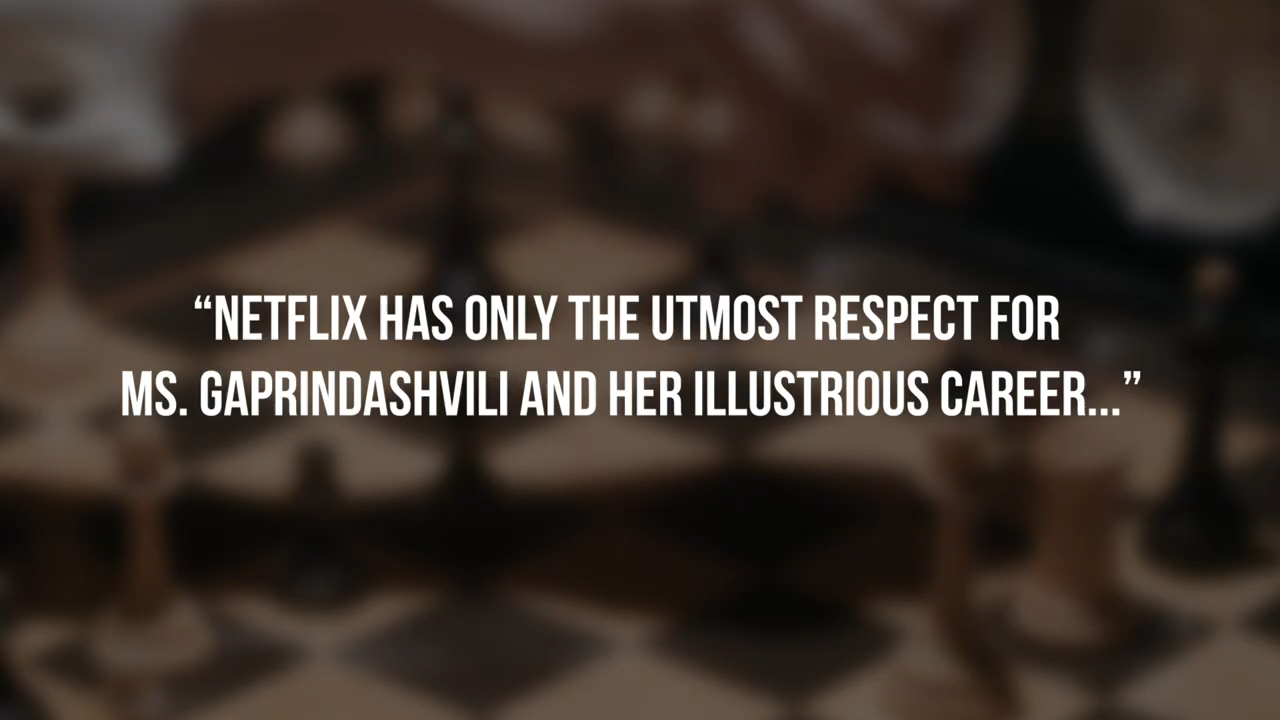 “NETFLIX HAS ONLY THE UTMOST RESPECT FOR
MS. GAPRINDASHVILI AND HER ILLUSTRIOUS CAREER...”